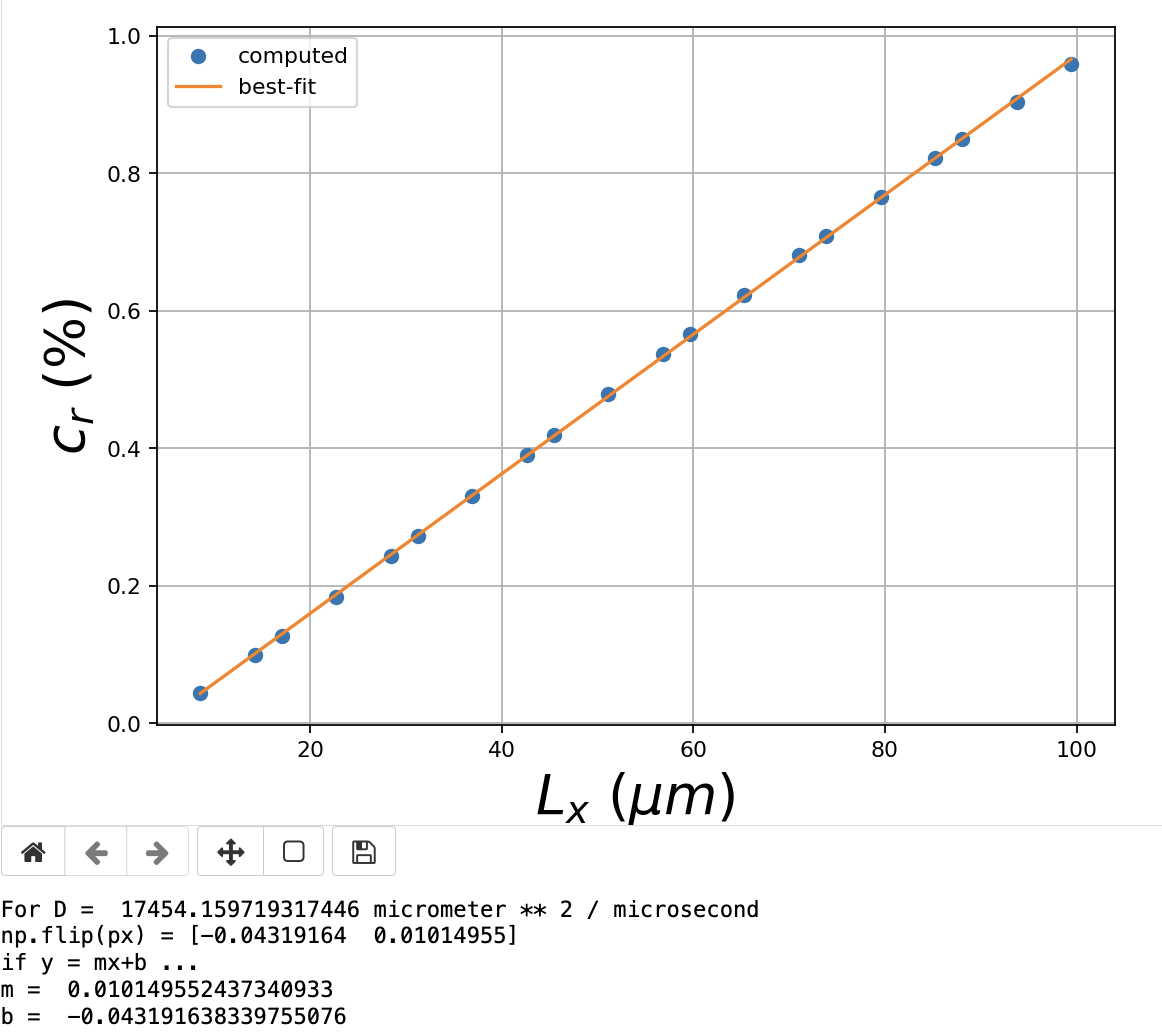 1.0
computed
best-fit
0.8
0.6
0.4
0.2
0.0
c_r (%)
20 40 60 80 100
L_x (μm)
For D =  17454.159719317446 micrometer ** 2 / microsecond
np.flip(px) = [-0.04319164  0.01014955]
if y = mx+b ...
m =  0.010149552437340933
b =  -0.043191638339755076